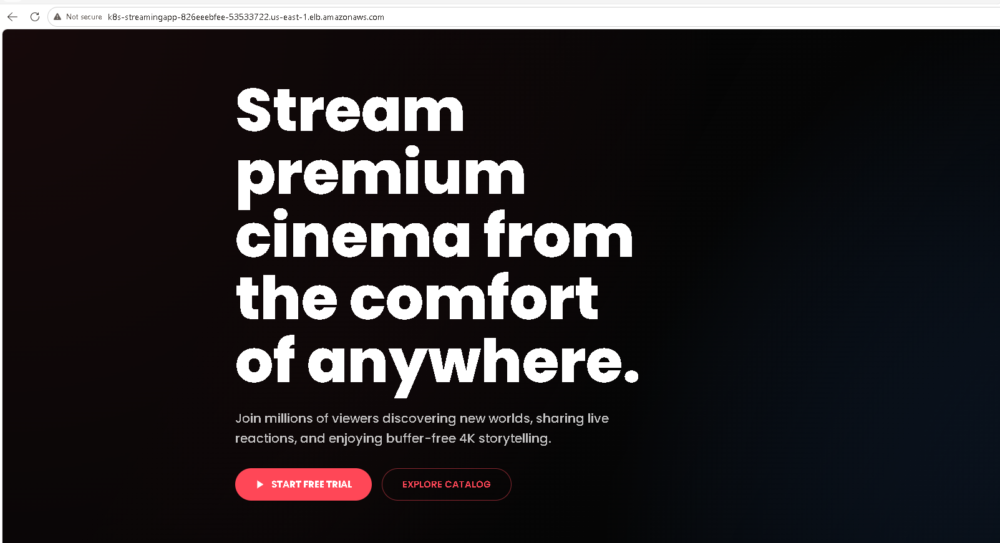 Not secure k8s-streamingapp-826eeebfee-53533722.us-east-1.elb.amazonaws.com
Stream
premium
cinema from
the comfort
of anywhere.
Join millions of viewers discovering new worlds, sharing live
reactions, and enjoying buffer-free 4K storytelling.
START FREE TRIAL
EXPLORE CATALOG